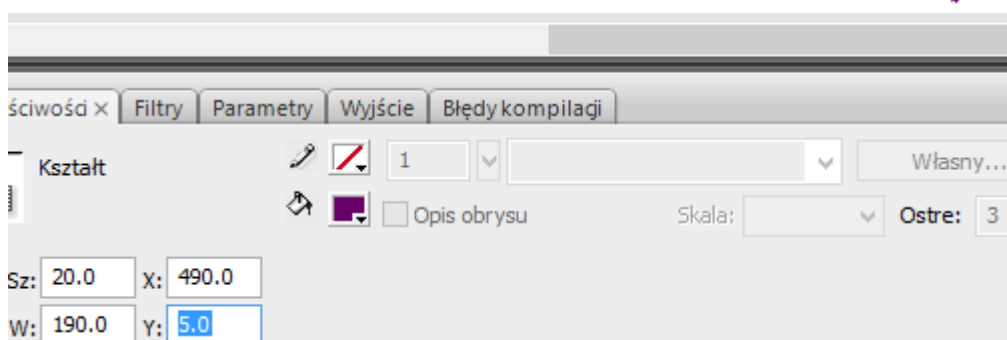 ściwości × Filtry Parametry Wyjście Błędy kompilacji
Kształt 1 Własny...
Opis obrysu Skala: Ostre: 3
Sz: 20.0 X: 490.0
W: 190.0 Y: 5.0